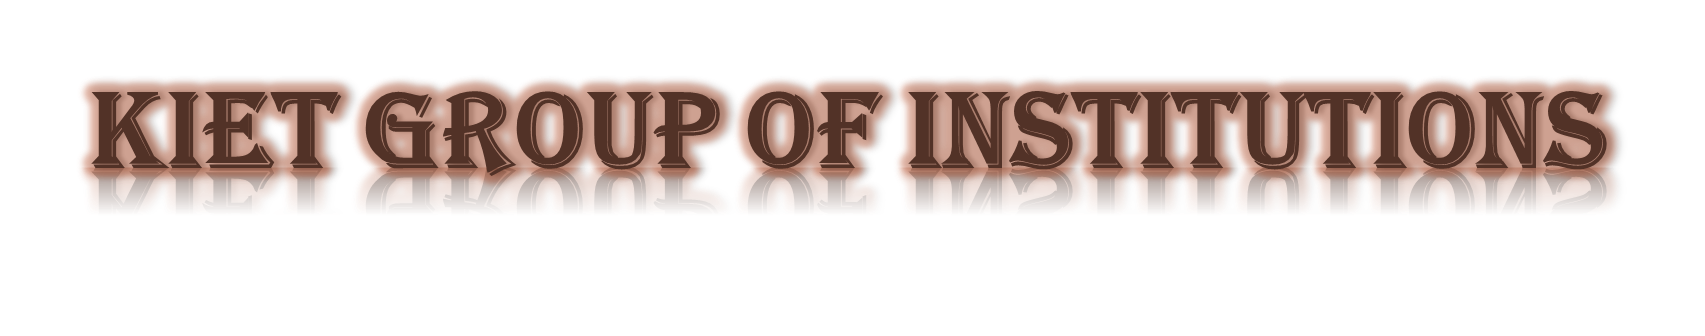 KIET GROUP OF INSTITUTIONS